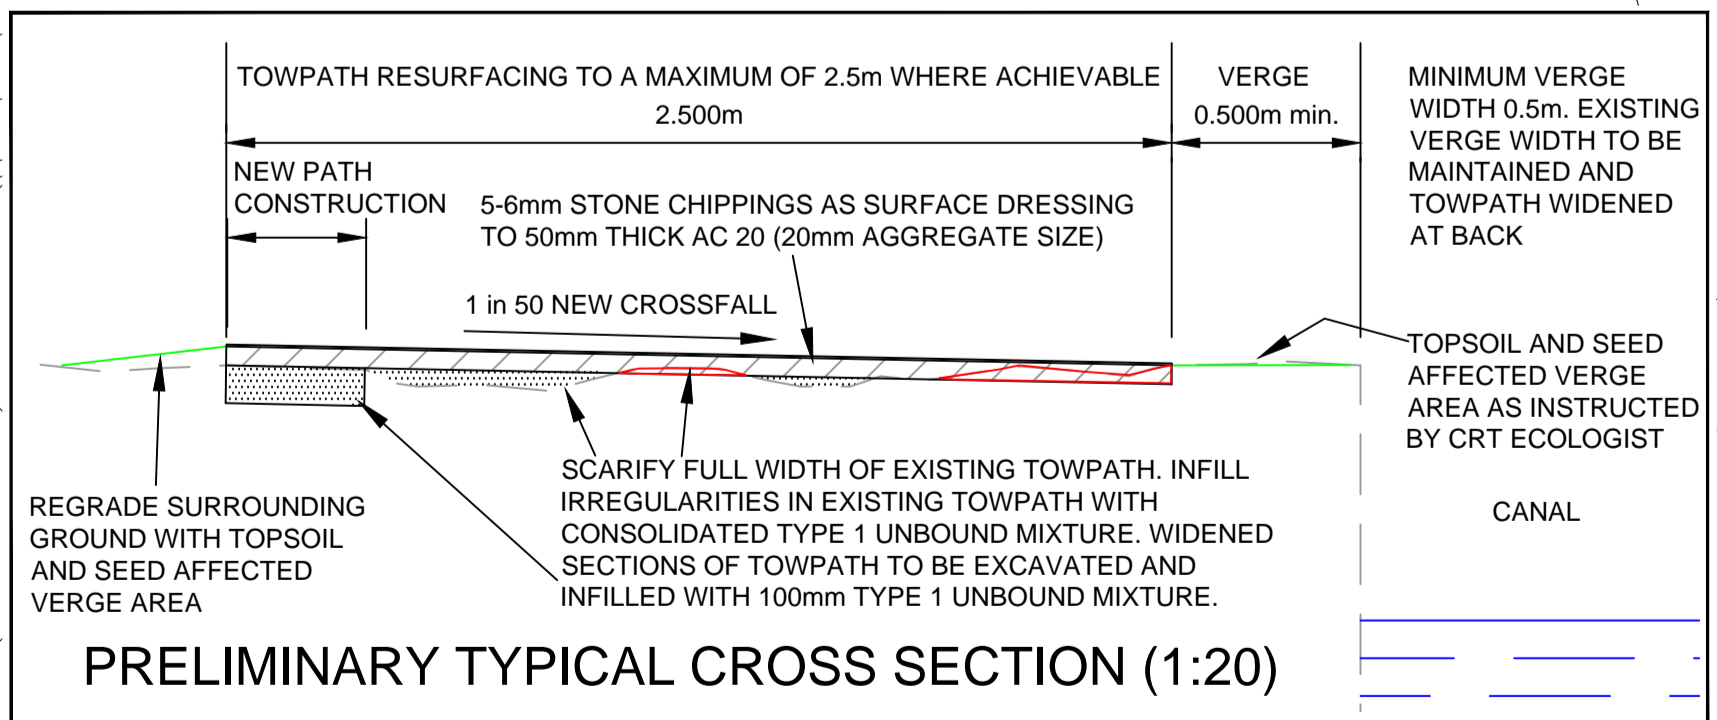 TOWPATH RESURFACING TO A MAXIMUM OF 2.5m WHERE ACHIEVABLE
2.500m
VERGE
0.500m min.
MINIMUM VERGE
WIDTH 0.5m. EXISTING
VERGE WIDTH TO BE
MAINTAINED AND
TOWPATH WIDENED
AT BACK
NEW PATH
CONSTRUCTION
5-6mm STONE CHIPPINGS AS SURFACE DRESSING
TO 50mm THICK AC 20 (20mm AGGREGATE SIZE)
1 in 50 NEW CROSSFALL
TOPSOIL AND SEED
AFFECTED VERGE
AREA AS INSTRUCTED
BY CRT ECOLOGIST
REGRADE SURROUNDING
GROUND WITH TOPSOIL
AND SEED AFFECTED
VERGE AREA
SCARIFY FULL WIDTH OF EXISTING TOWPATH. INFILL
IRREGULARITIES IN EXISTING TOWPATH WITH
CONSOLIDATED TYPE 1 UNBOUND MIXTURE. WIDENED
SECTIONS OF TOWPATH TO BE EXCAVATED AND
INFILLED WITH 100mm TYPE 1 UNBOUND MIXTURE.
CANAL
PRELIMINARY TYPICAL CROSS SECTION (1:20)